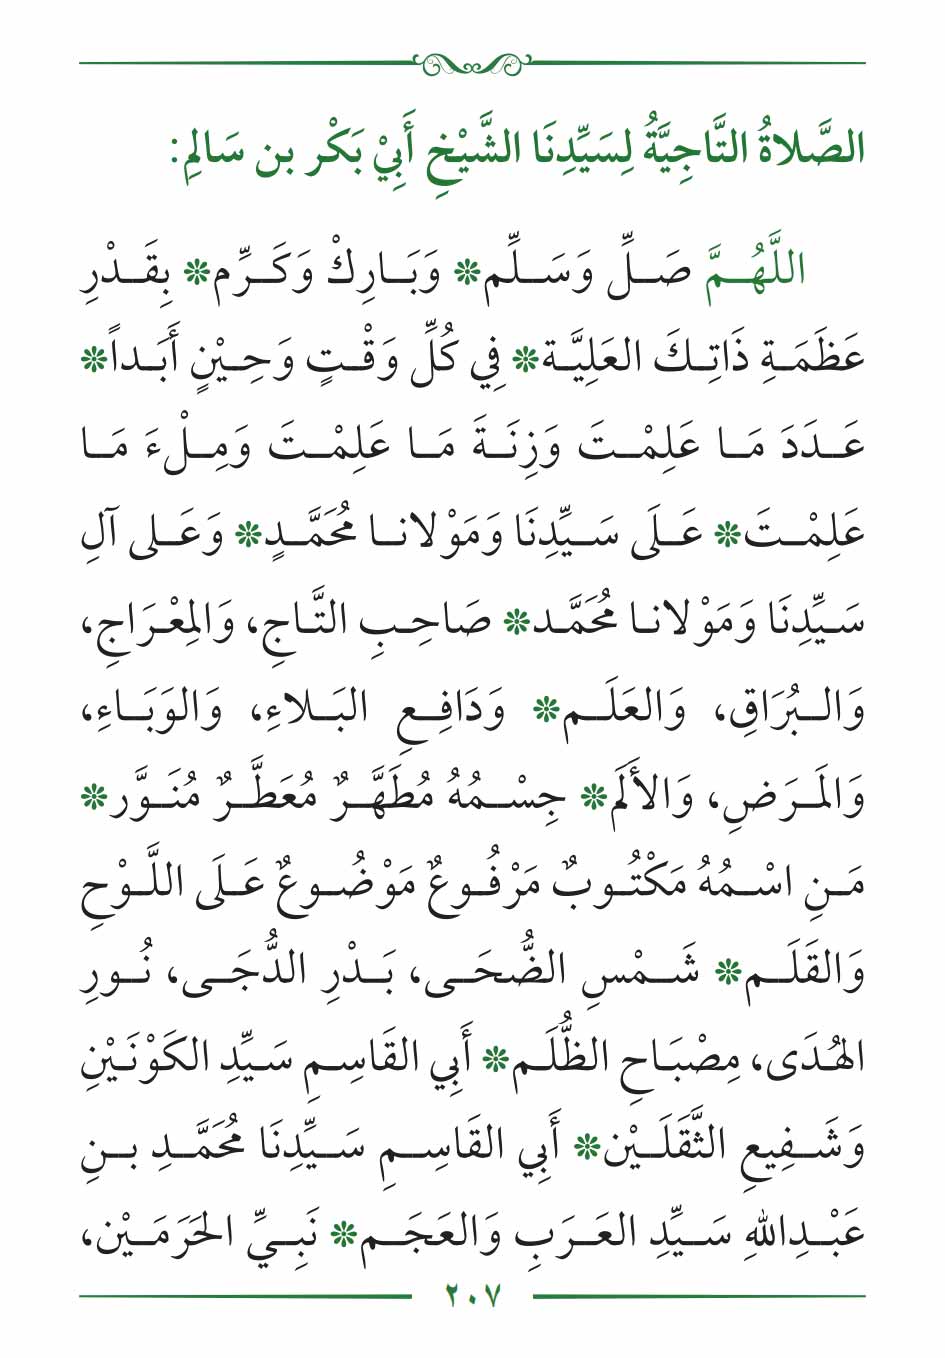 الصَّلاةُ التَّاجِيَّةُ لِسَيِّدِنَا الشَّيْخِ أَبِيْ بَكْر بن سَالِمِ:
اللَّهُمَّ صَلِّ وَسَلِّم❊ وَبَارِكْ وَكَرِّم❊ بِقَدْرِ
عَظَمَةِ ذَاتِكَ العَلِيَّة❊ فِي كُلِّ وَقْتٍ وَحِيْنٍ أَبَداً❊
عَدَدَ مَا عَلِمْتَ وَزِنَةَ مَا عَلِمْتَ وَمِلْءَ مَا
عَلِمْتَ❊ عَلَى سَيِّدِنَا وَمَوْلانا مُحَمَّدٍ❊ وَعَلى آلِ
سَيِّدِنَا وَمَوْلانا مُحَمَّد❊ صَاحِبِ التَّاجِ، وَالمِعْرَاجِ،
وَالبُرَاقِ، وَالعَلَم❊ وَدَافِعِ البَلاءِ، وَالوَبَاءِ،
وَالمَرَضِ، وَالأَلَم❊ جِسْمُهُ مُطَهَّرٌ مُعَطَّرٌ مُنَوَّر❊
مَنِ اسْمُهُ مَكْتُوبٌ مَرْفُوعٌ مَوْضُوعٌ عَلَى اللَّوْحِ
وَالقَلَم❊ شَمْسِ الضُّحَى، بَدْرِ الدُّجَى، نُورِ
الهُدَى، مِصْبَاحِ الظُّلَم❊ أَبِي القَاسِمِ سَيِّدِ الكَوْنَيْنِ
وَشَفِيعِ الثَّقَلَيْن❊ أَبِي القَاسِمِ سَيِّدِنَا مُحَمَّدِ بنِ
عَبْدِاللهِ سَيِّدِ العَرَبِ وَالعَجَم❊ نَبِيِّ الحَرَمَيْن،
٢٠٧